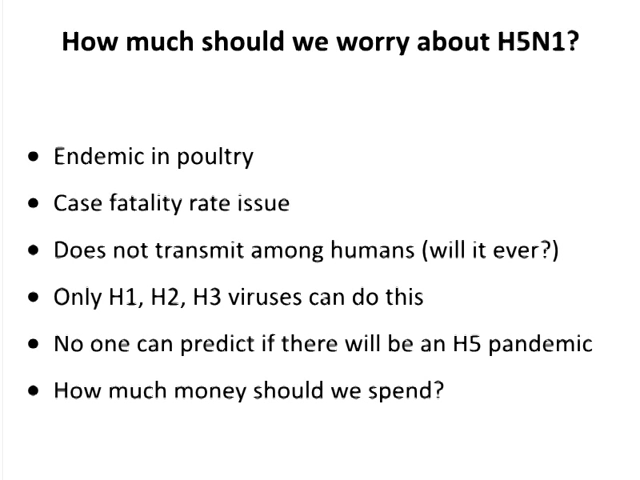 How much should we worry about H5N1?
• Endemic in poultry
• Case fatality rate issue
• Does not transmit among humans (will it ever?)
• Only H1, H2, H3 viruses can do this
• No one can predict if there will be an H5 pandemic
• How much money should we spend?